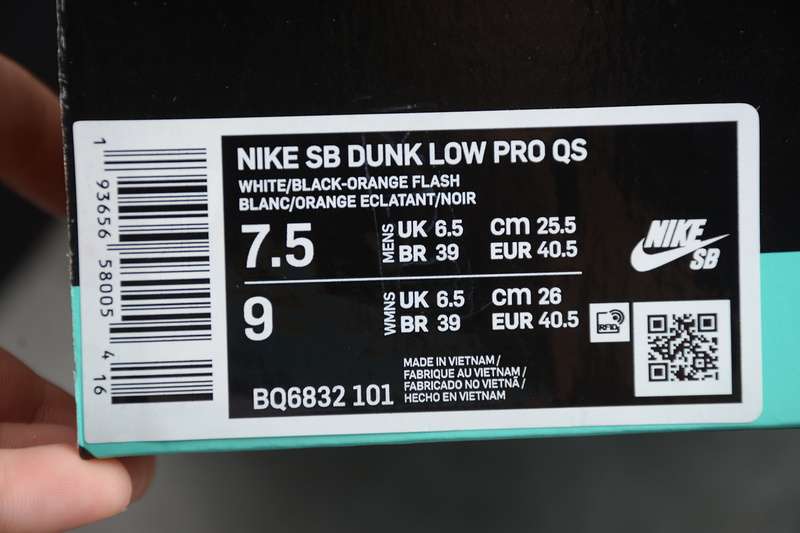 1 93656 58005 4 16
NIKE SB DUNK LOW PRO QS
WHITE/BLACK-ORANGE FLASH
BLANC/ORANGE ECLATANT/NOIR
7.5
MENS
UK 6.5 cm 25.5
BR 39 EUR 40.5
9
WMNS
UK 6.5 cm 26
BR 39 EUR 40.5
BQ6832 101
MADE IN VIETNAM/
FABRIQUE AU VIETNAM/
FABRICADO NO VIETNÃ/
HECHO EN VIETNAM
NIKE
SB
RFID